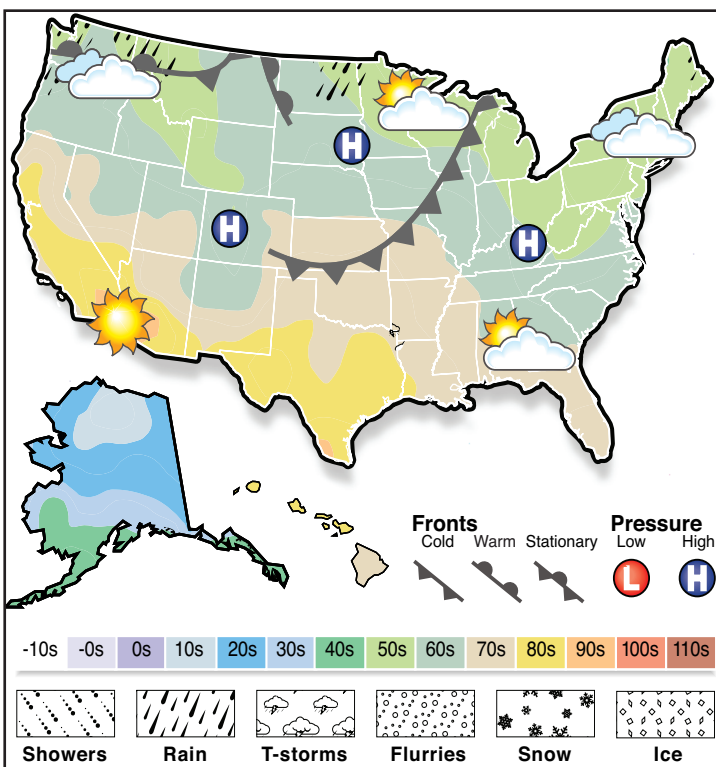 H
H
H
Fronts
Cold Warm Stationary
Pressure
Low High
L H
-10s -0s 0s 10s 20s 30s 40s 50s 60s 70s 80s 90s 100s 110s
Showers Rain T-storms Flurries Snow Ice